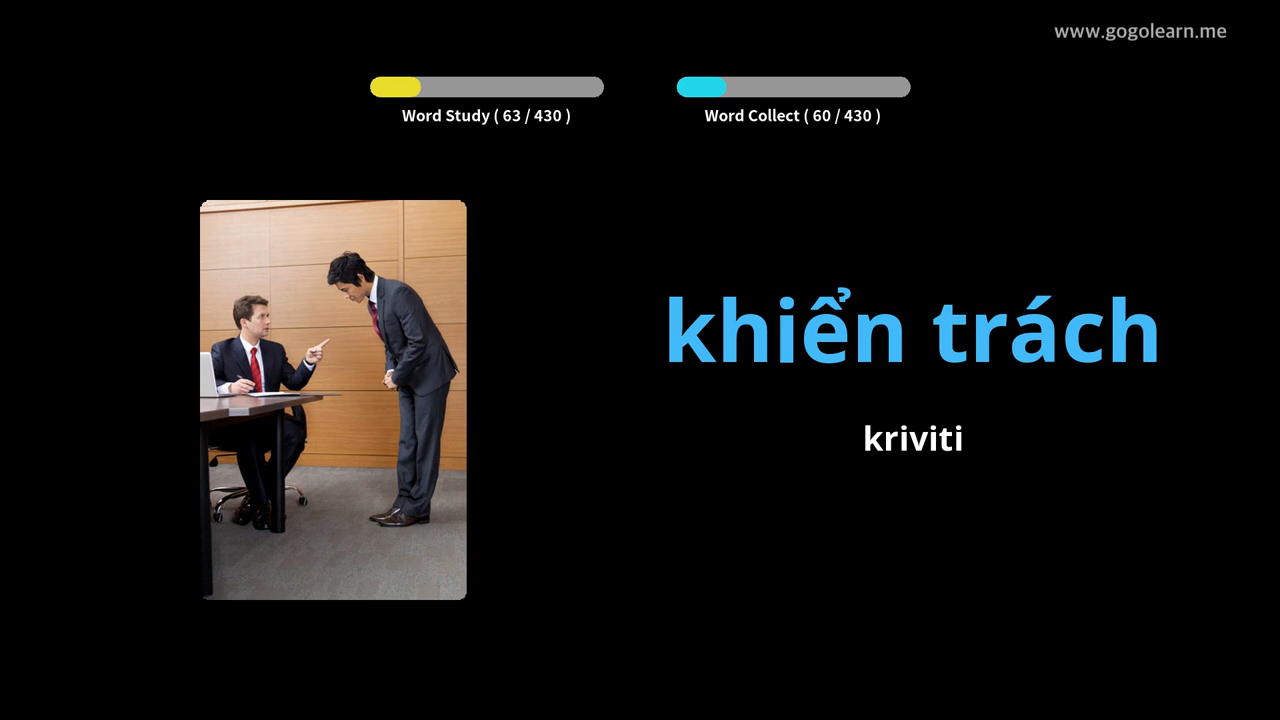 www.gogolearn.me
Word Study ( 63 / 430 )
Word Collect ( 60 / 430 )
khiển trách
kriviti